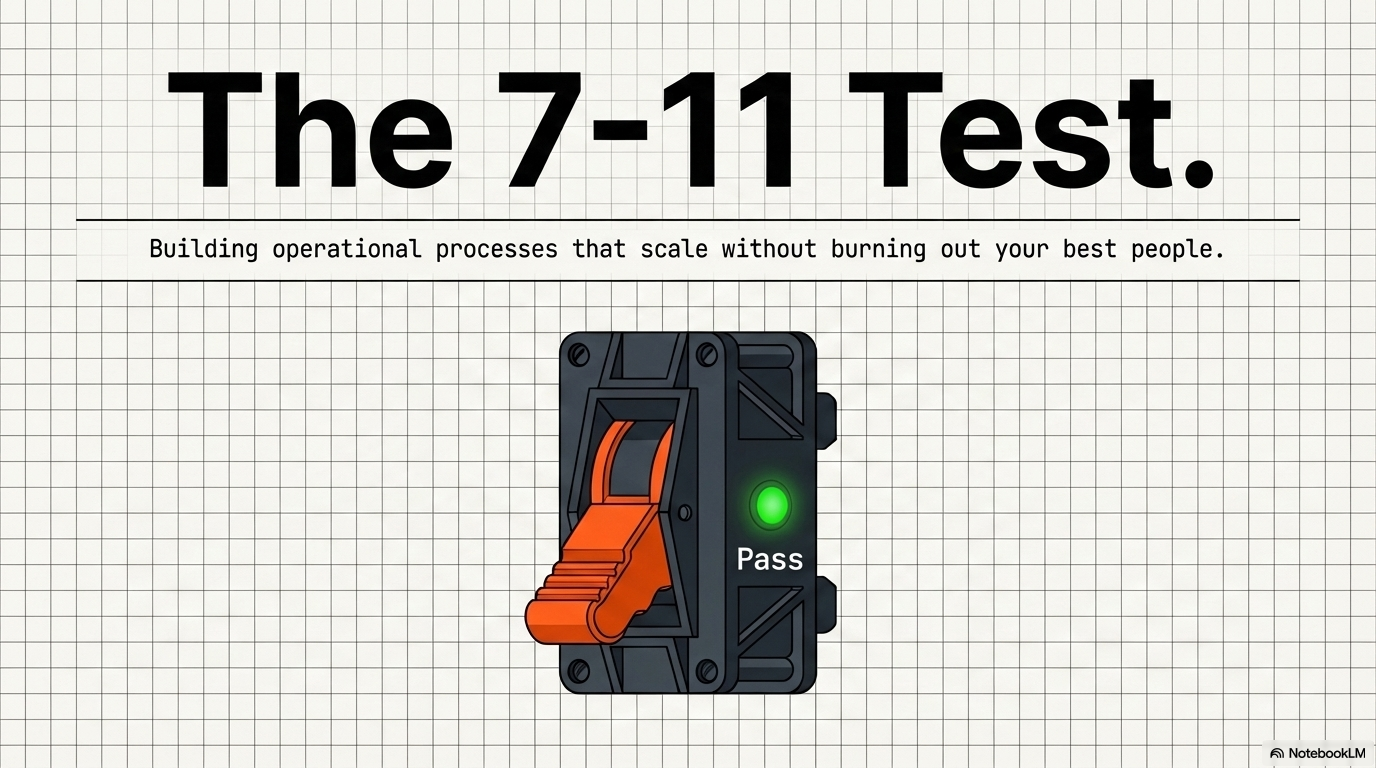 The 7-11 Test.
Building operational processes that scale without burning out your best people.
Pass
NotebookLM